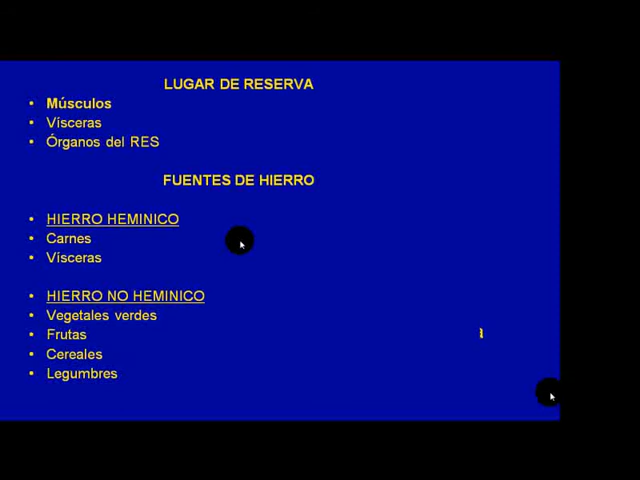 LUGAR DE RESERVA
• Músculos
• Vísceras
• Órganos del RES
FUENTES DE HIERRO
• HIERRO HEMINICO
• Carnes
• Vísceras
• HIERRO NO HEMINICO
• Vegetales verdes
• Frutas
• Cereales
• Legumbres